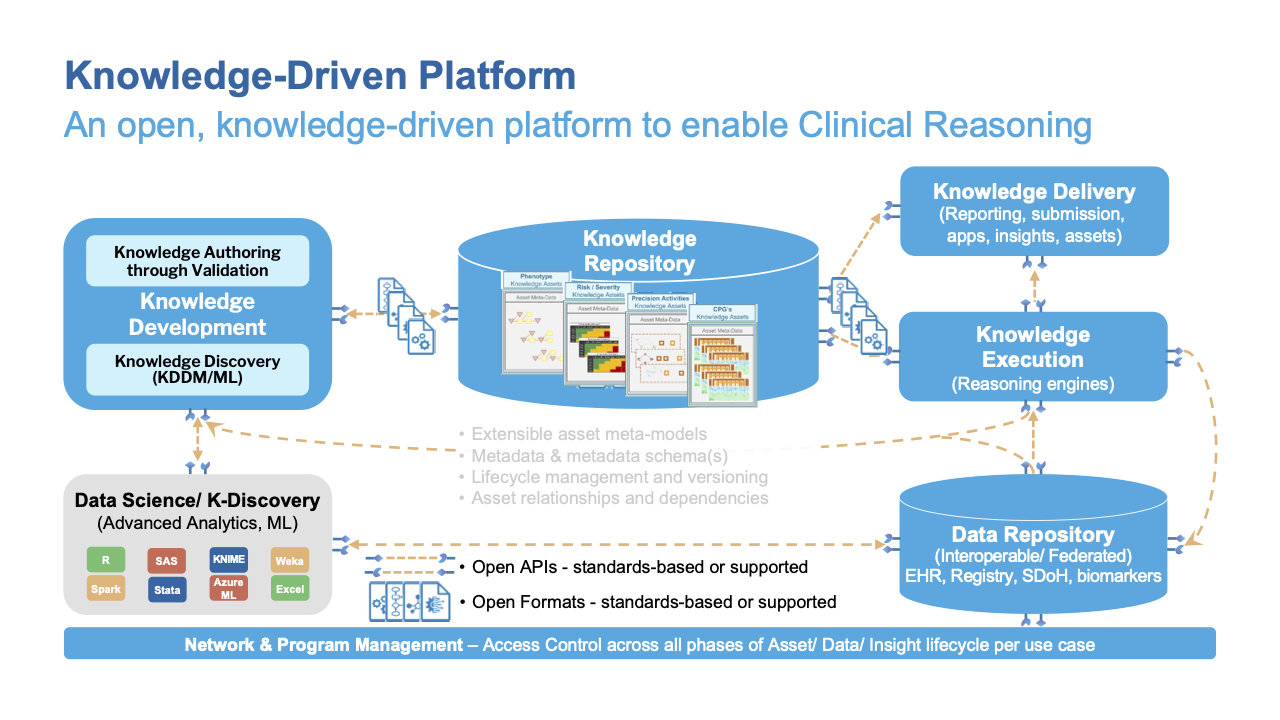 Knowledge-Driven Platform
An open, knowledge-driven platform to enable Clinical Reasoning
Knowledge Authoring
through Validation
Knowledge
Development
Knowledge Discovery
(KDDM/ML)
Knowledge
Repository
Phenotype
Knowledge Assets
Asset Meta-Data
Risk / Severity
Knowledge Assets
Asset Meta-Data
Precision Activities
Knowledge Assets
Asset Meta-Data
CPG's
Knowledge Assets
Asset Meta-Data
Knowledge Delivery
(Reporting, submission,
apps, insights, assets)
Knowledge
Execution
(Reasoning engines)
• Extensible asset meta-models
• Metadata & metadata schema(s)
• Lifecycle management and versioning
• Asset relationships and dependencies
Data Science/ K-Discovery
(Advanced Analytics, ML)
R
SAS
KNIME
Weka
Spark
Stata
Azure
ML
Excel
Data Repository
(Interoperable/ Federated)
EHR, Registry, SDoH, biomarkers
• Open APIs - standards-based or supported
• Open Formats - standards-based or supported
Network & Program Management – Access Control across all phases of Asset/ Data/ Insight lifecycle per use case